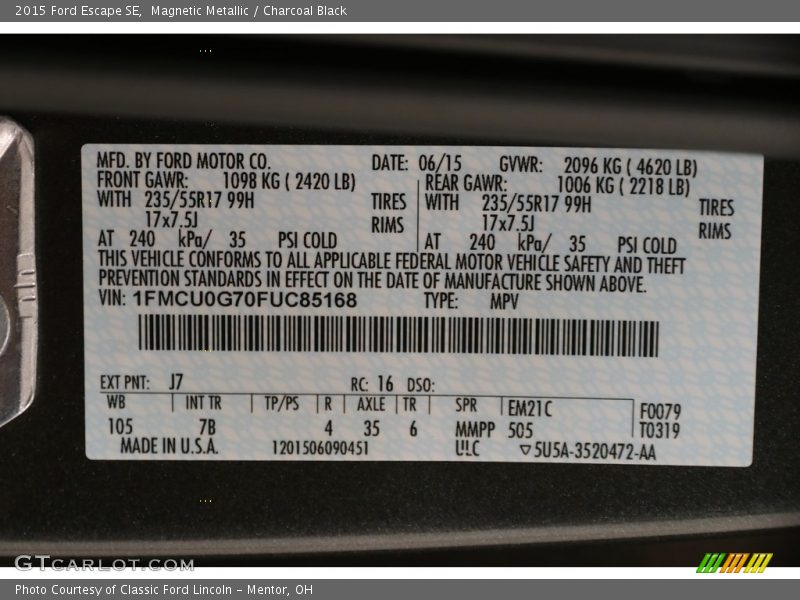 2015 Ford Escape SE,  Magnetic Metallic / Charcoal Black
MFD. BY FORD MOTOR CO. DATE: 06/15 GVWR: 2096 KG ( 4620 LB)
FRONT GAWR: 1098 KG ( 2420 LB) REAR GAWR: 1006 KG ( 2218 LB)
WITH 235/55R17 99H TIRES WITH 235/55R17 99H TIRES
17x7.5J RIMS 17x7.5J RIMS
AT 240 kPa/ 35 PSI COLD AT 240 kPa/ 35 PSI COLD
THIS VEHICLE CONFORMS TO ALL APPLICABLE FEDERAL MOTOR VEHICLE SAFETY AND THEFT
PREVENTION STANDARDS IN EFFECT ON THE DATE OF MANUFACTURE SHOWN ABOVE.
VIN: 1FMCU0G70FUC85168 TYPE: MPV
EXT PNT: J7 RC: 16 DSO:
WB INT TR TP/PS R AXLE TR SPR EM21C F0079
105 7B 4 35 6 MMPP 505 T0319
MADE IN U.S.A. 1201506090451 ULC ▽5U5A-3520472-AA
GTCarLot.com
Photo Courtesy of Classic Ford Lincoln - Mentor, OH